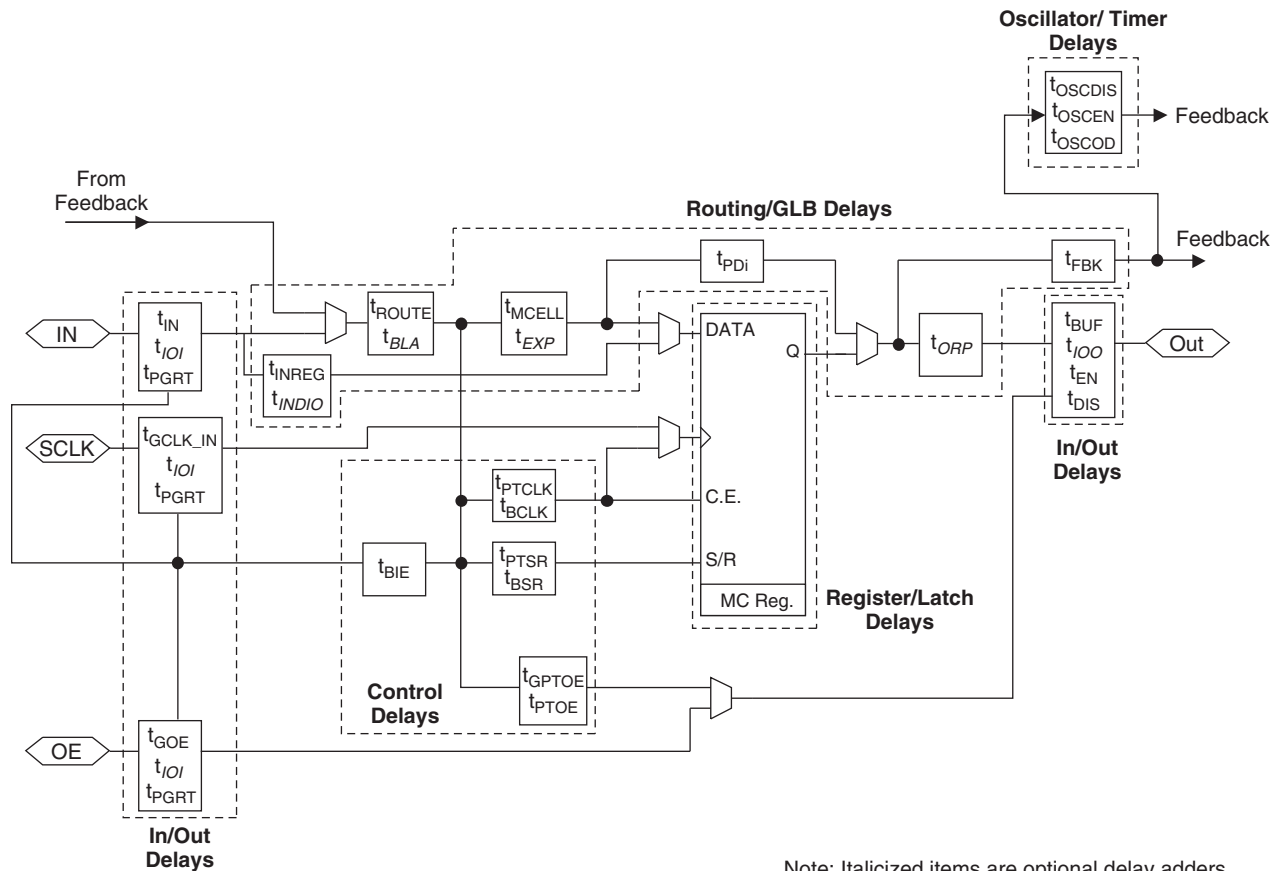 Oscillator/ Timer
Delays
tOSCDIS
tOSCEN
tOSCOD
Feedback
From
Feedback
Routing/GLB Delays
Feedback
tPDi
tFBK
IN
tIN
tIOI
tPGRT
tROUTE
tBLA
tMCELL
tEXP
DATA
Q
tORP
tBUF
tIOO
tEN
tDIS
Out
tINREG
tINDIO
SCLK
tGCLK_IN
tIOI
tPGRT
In/Out
Delays
tPTCLK
tBCLK
C.E.
tBIE
tPTSR
tBSR
S/R
MC Reg.
Register/Latch
Delays
Control
Delays
tGPTOE
tPTOE
OE
tGOE
tIOI
tPGRT
In/Out
Delays
Note: Italicized items are optional delay adders